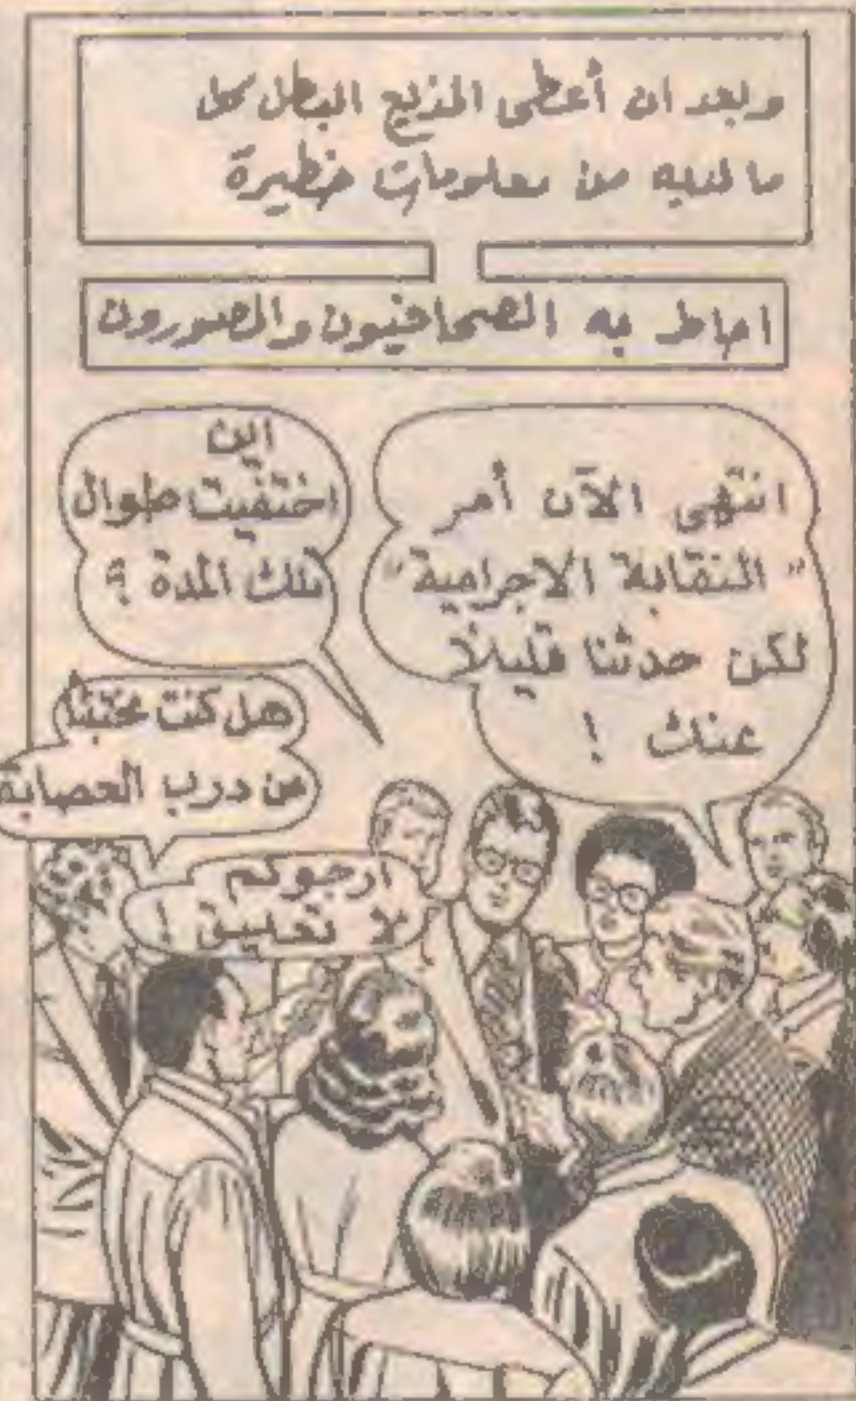 وبعد ان أعطى المذيع البطل كل
ما لديه من معلومات خطيرة
احاط به الصحافيون والمصورون
انتهى الآن أمر
"النقابة الاجرامية"
لكن حدثنا قليلاً
عنك !
اين
اختفيت طوال
تلك المدة ؟
هل كنت مختبئاً
من درب العصابة
ارجوكم
لا تعليق !